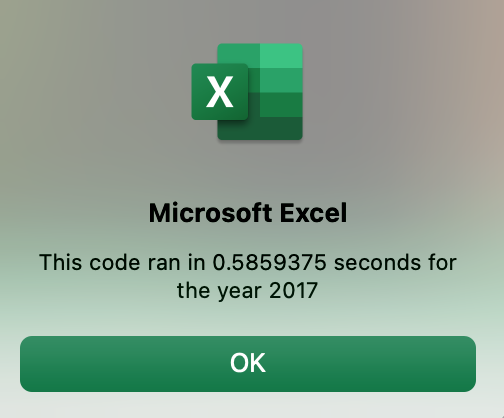 X
Microsoft Excel
This code ran in 0.5859375 seconds for
the year 2017
OK